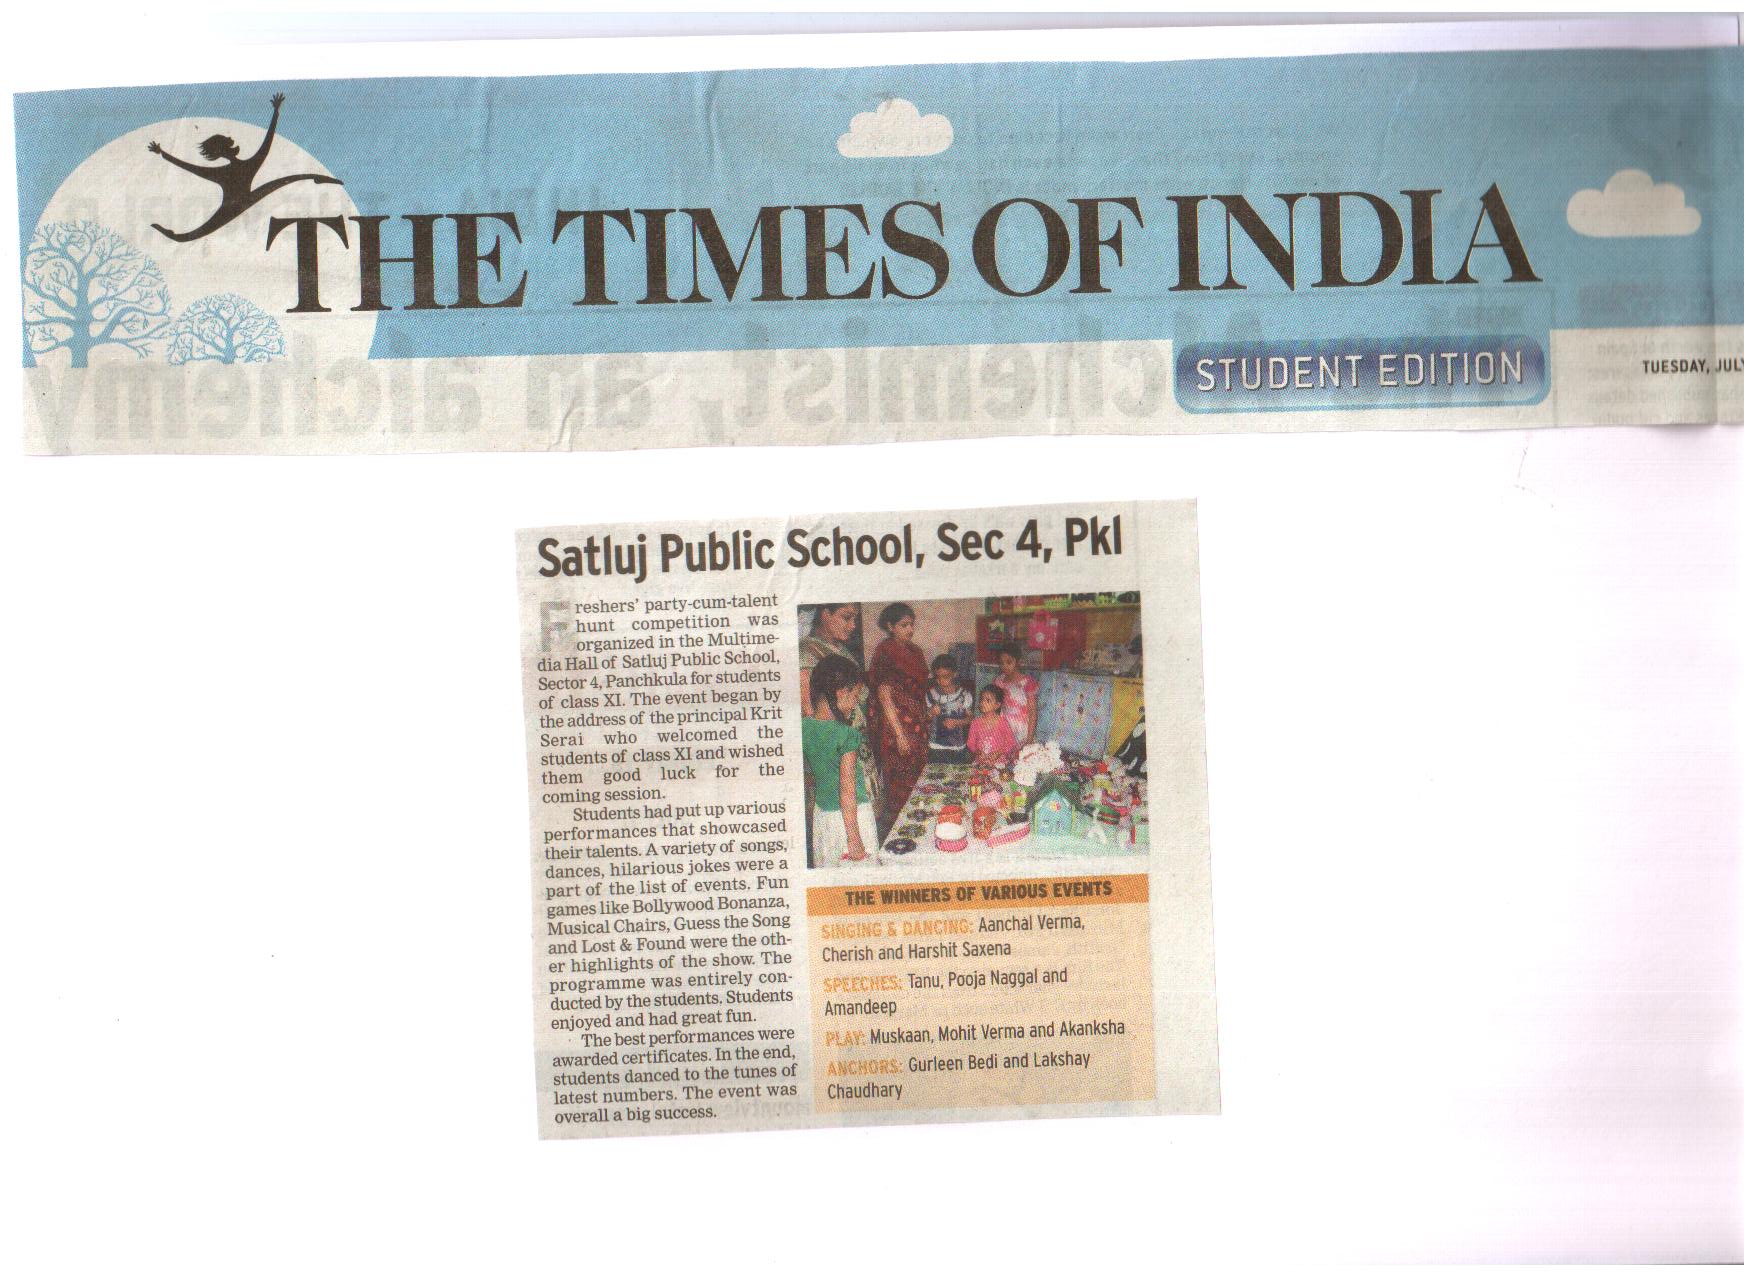 THE TIMES OF INDIA
STUDENT EDITION
TUESDAY, JULY
Satluj Public School, Sec 4, Pkl
Freshers' party-cum-talent
hunt competition was
organized in the Multime-
dia Hall of Satluj Public School,
Sector 4, Panchkula for students
of class XI. The event began by
the address of the principal Krit
Serai who welcomed the
students of class XI and wished
them good luck for the
coming session.
Students had put up various
performances that showcased
their talents. A variety of songs,
dances, hilarious jokes were a
part of the list of events. Fun
games like Bollywood Bonanza,
Musical Chairs, Guess the Song
and Lost & Found were the oth-
er highlights of the show. The
programme was entirely con-
ducted by the students. Students
enjoyed and had great fun.
The best performances were
awarded certificates. In the end,
students danced to the tunes of
latest numbers. The event was
overall a big success.
THE WINNERS OF VARIOUS EVENTS
SINGING & DANCING: Aanchal Verma,
Cherish and Harshit Saxena
SPEECHES: Tanu, Pooja Naggal and
Amandeep
PLAY: Muskaan, Mohit Verma and Akanksha
ANCHORS: Gurleen Bedi and Lakshay
Chaudhary